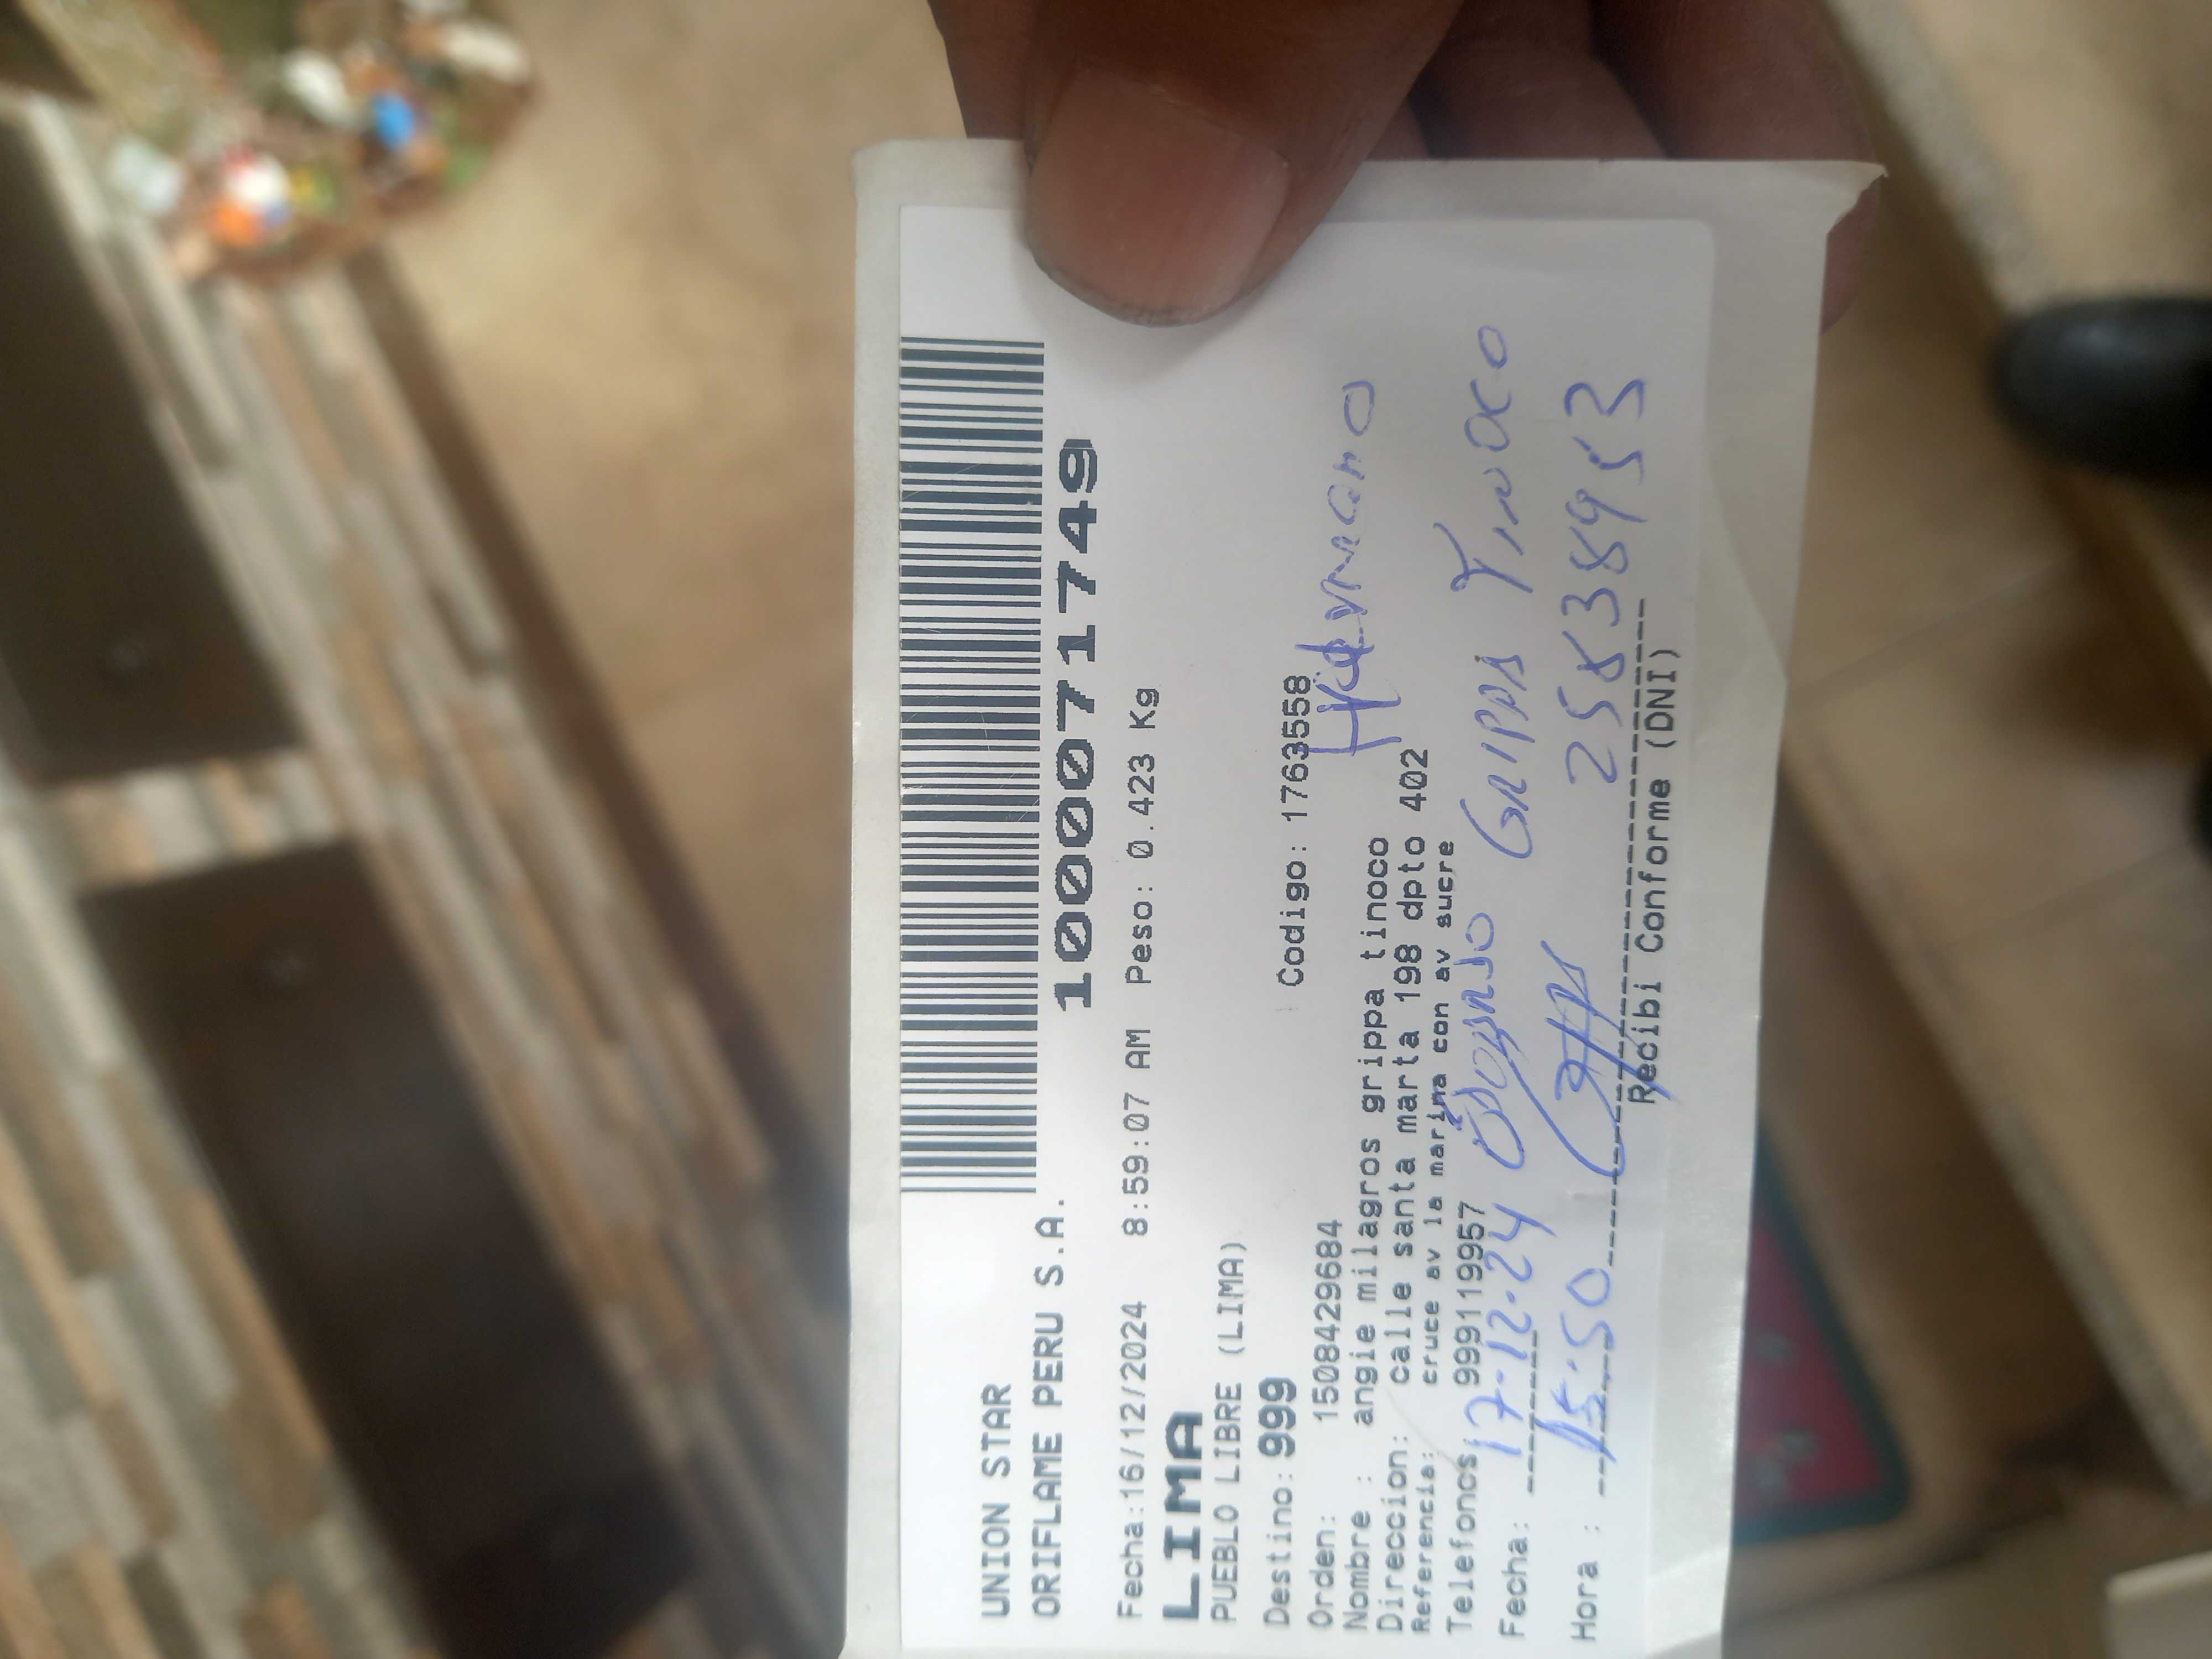 UNION STAR
ORIFLAME PERU S.A.
1000071749
Fecha:16/12/2024 8:59:07 AM Peso: 0.423 Kg
LIMA
PUEBLO LIBRE (LIMA)
Destino: 999 Codigo: 1763558
Orden: 1508429684
Hermano
Nombre : angie milagros grippa tinoco
Direccion: calle santa marta 198 dpto 402
Referencia: cruce av la marina con av sucre
Telefonos: 999119957
Fecha: 17-12-24 GRIPPA TINOCO
Hora : 15:50 25838953
Recibi Conforme (DNI)